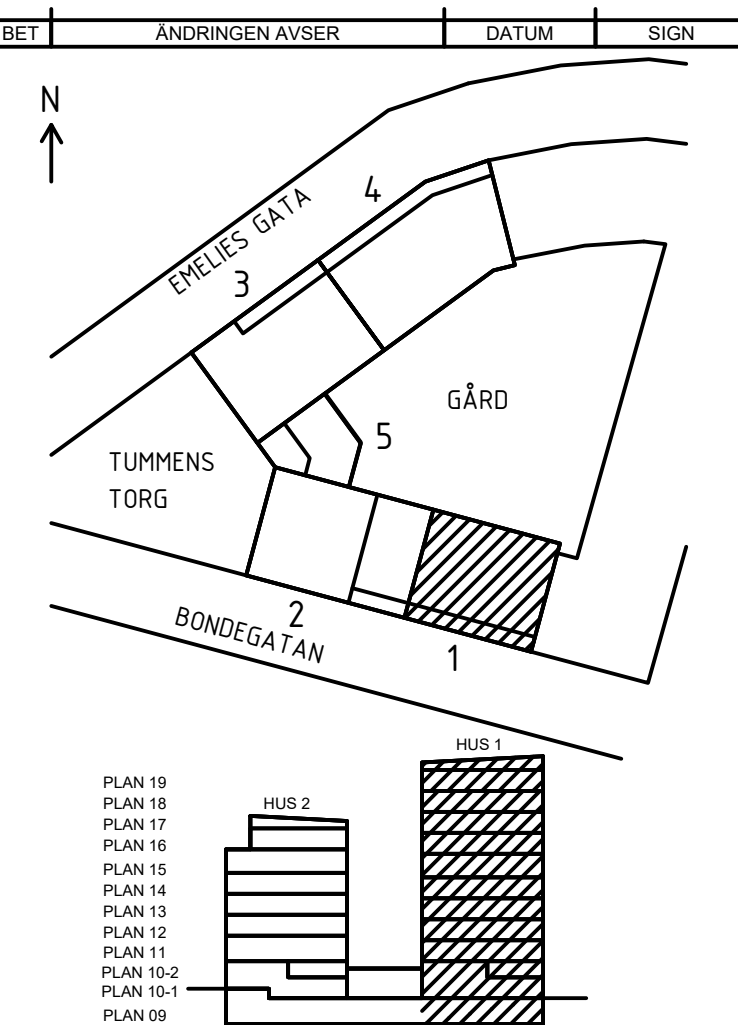 BET ÄNDRINGEN AVSER DATUM SIGN
N
4
EMELIES GATA
3
GÅRD
5
TUMMENS
TORG
2
BONDEGATAN
1
HUS 1
PLAN 19
PLAN 18
HUS 2
PLAN 17
PLAN 16
PLAN 15
PLAN 14
PLAN 13
PLAN 12
PLAN 11
PLAN 10-2
PLAN 10-1
PLAN 09